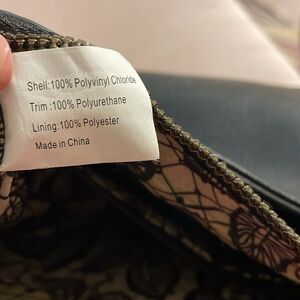 Shell:100% Polyvinyl Chloride
Trim :100% Polyurethane
Lining:100% Polyester
Made in China